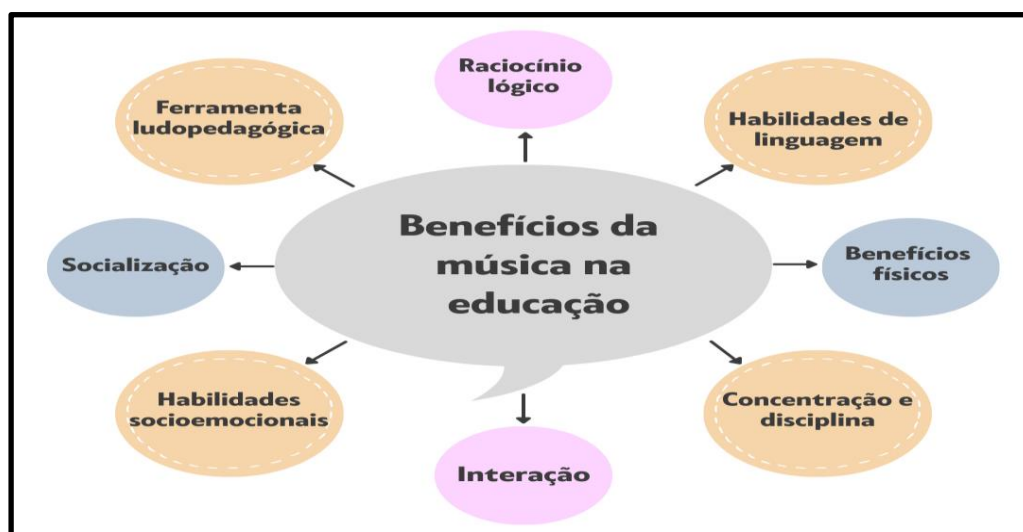 Raciocínio
lógico
Ferramenta
ludopedagógica
Habilidades de
linguagem
Benefícios da
música na
educação
Socialização
Benefícios
físicos
Habilidades
socioemocionais
Concentração e
disciplina
Interação